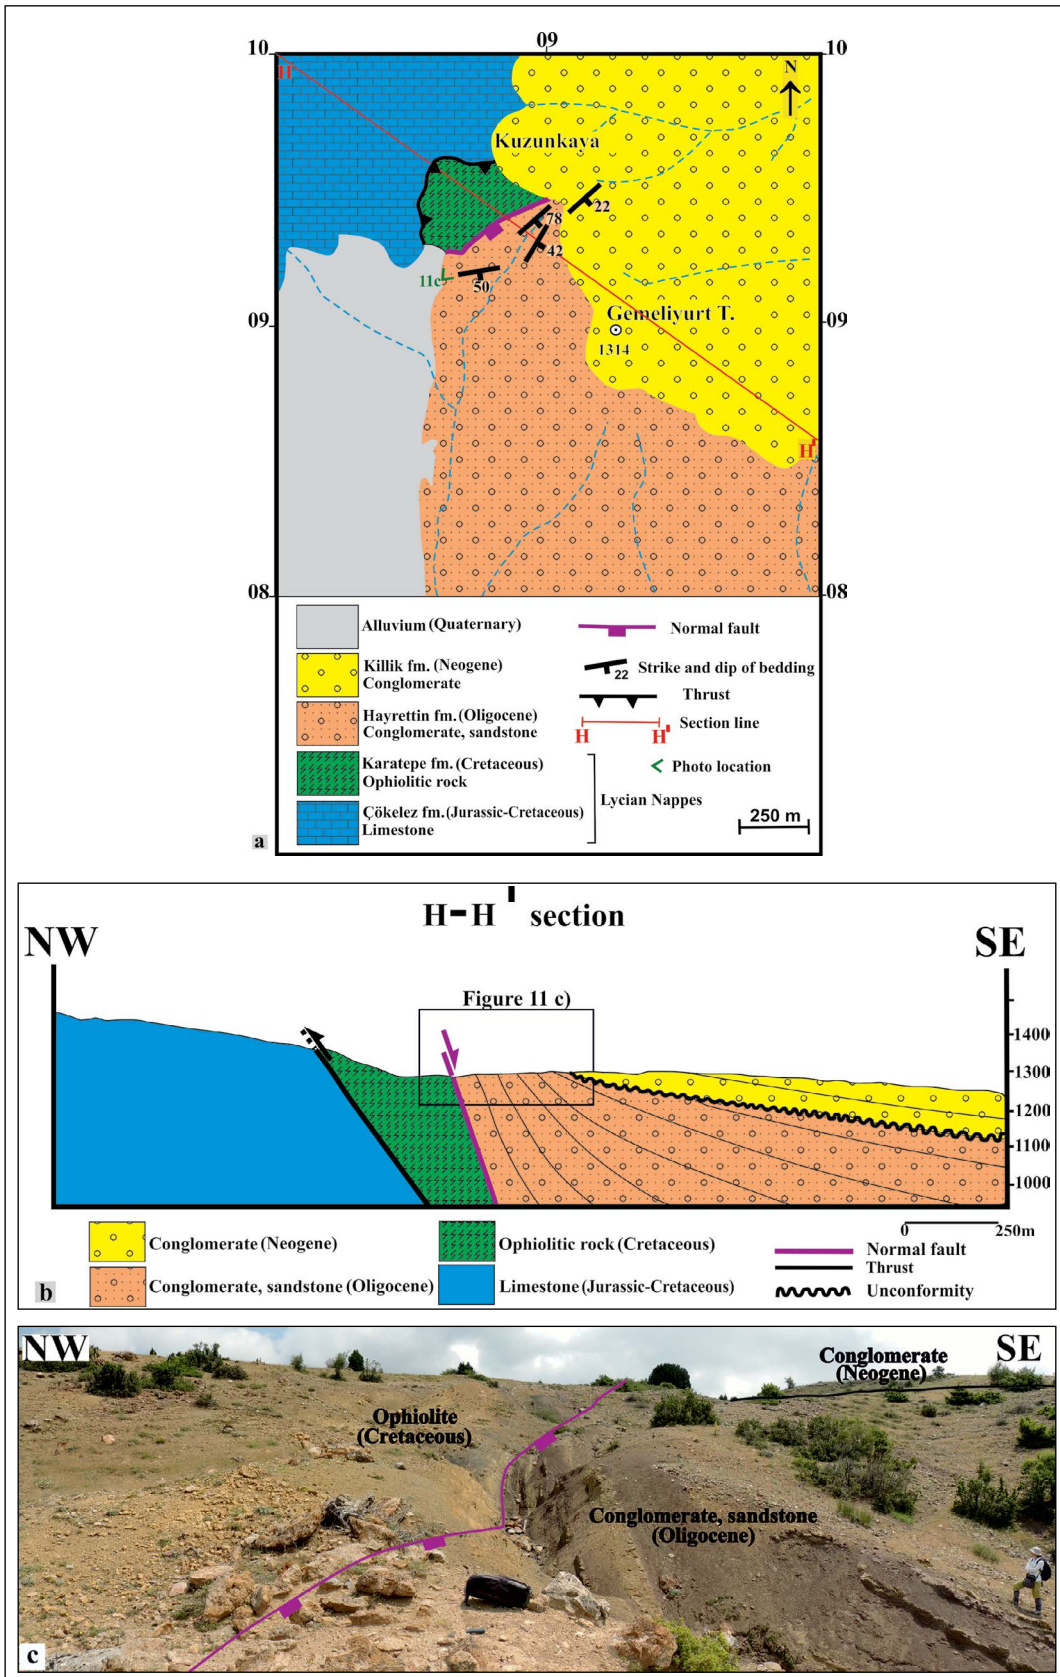 10
09
10
H
N
Kuzunkaya
22
78
42
11c
50
09
Gemeliyurt T.
09
1314
H'
08
08
Alluvium (Quaternary)
Normal fault
Killik fm. (Neogene)
Conglomerate
22
Strike and dip of bedding
Thrust
Hayrettin fm. (Oligocene)
Conglomerate, sandstone
Section line
H
H'
Karatepe fm. (Cretaceous)
Ophiolitic rock
Photo location
Lycian Nappes
Çökelez fm. (Jurassic-Cretaceous)
Limestone
250 m
a
H-H' section
NW
SE
Figure 11 c)
1400
1300
1200
1100
1000
0
250m
Conglomerate (Neogene)
Ophiolitic rock (Cretaceous)
Normal fault
Thrust
Conglomerate, sandstone (Oligocene)
Limestone (Jurassic-Cretaceous)
Unconformity
b
NW
SE
Conglomerate
(Neogene)
Ophiolite
(Cretaceous)
Conglomerate, sandstone
(Oligocene)
c